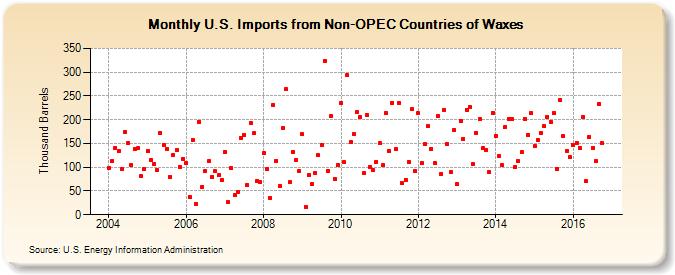 Monthly U.S. Imports from Non-OPEC Countries of Waxes
Thousand Barrels
350
300
250
200
150
100
50
0
2004 2006 2008 2010 2012 2014 2016
Source: U.S. Energy Information Administration